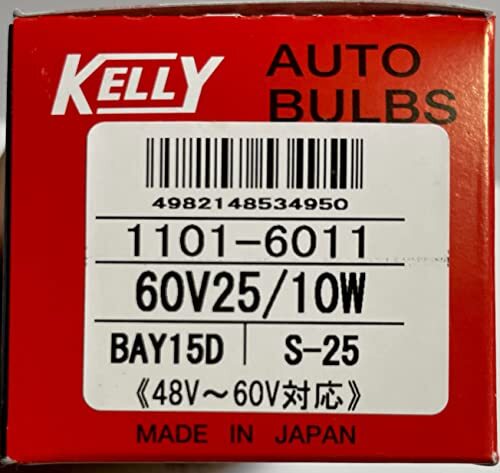 KELLY
AUTO
BULBS
4982148534950
1101-6011
60V25/10W
BAY15D S-25
《48V～60V対応》
MADE IN JAPAN